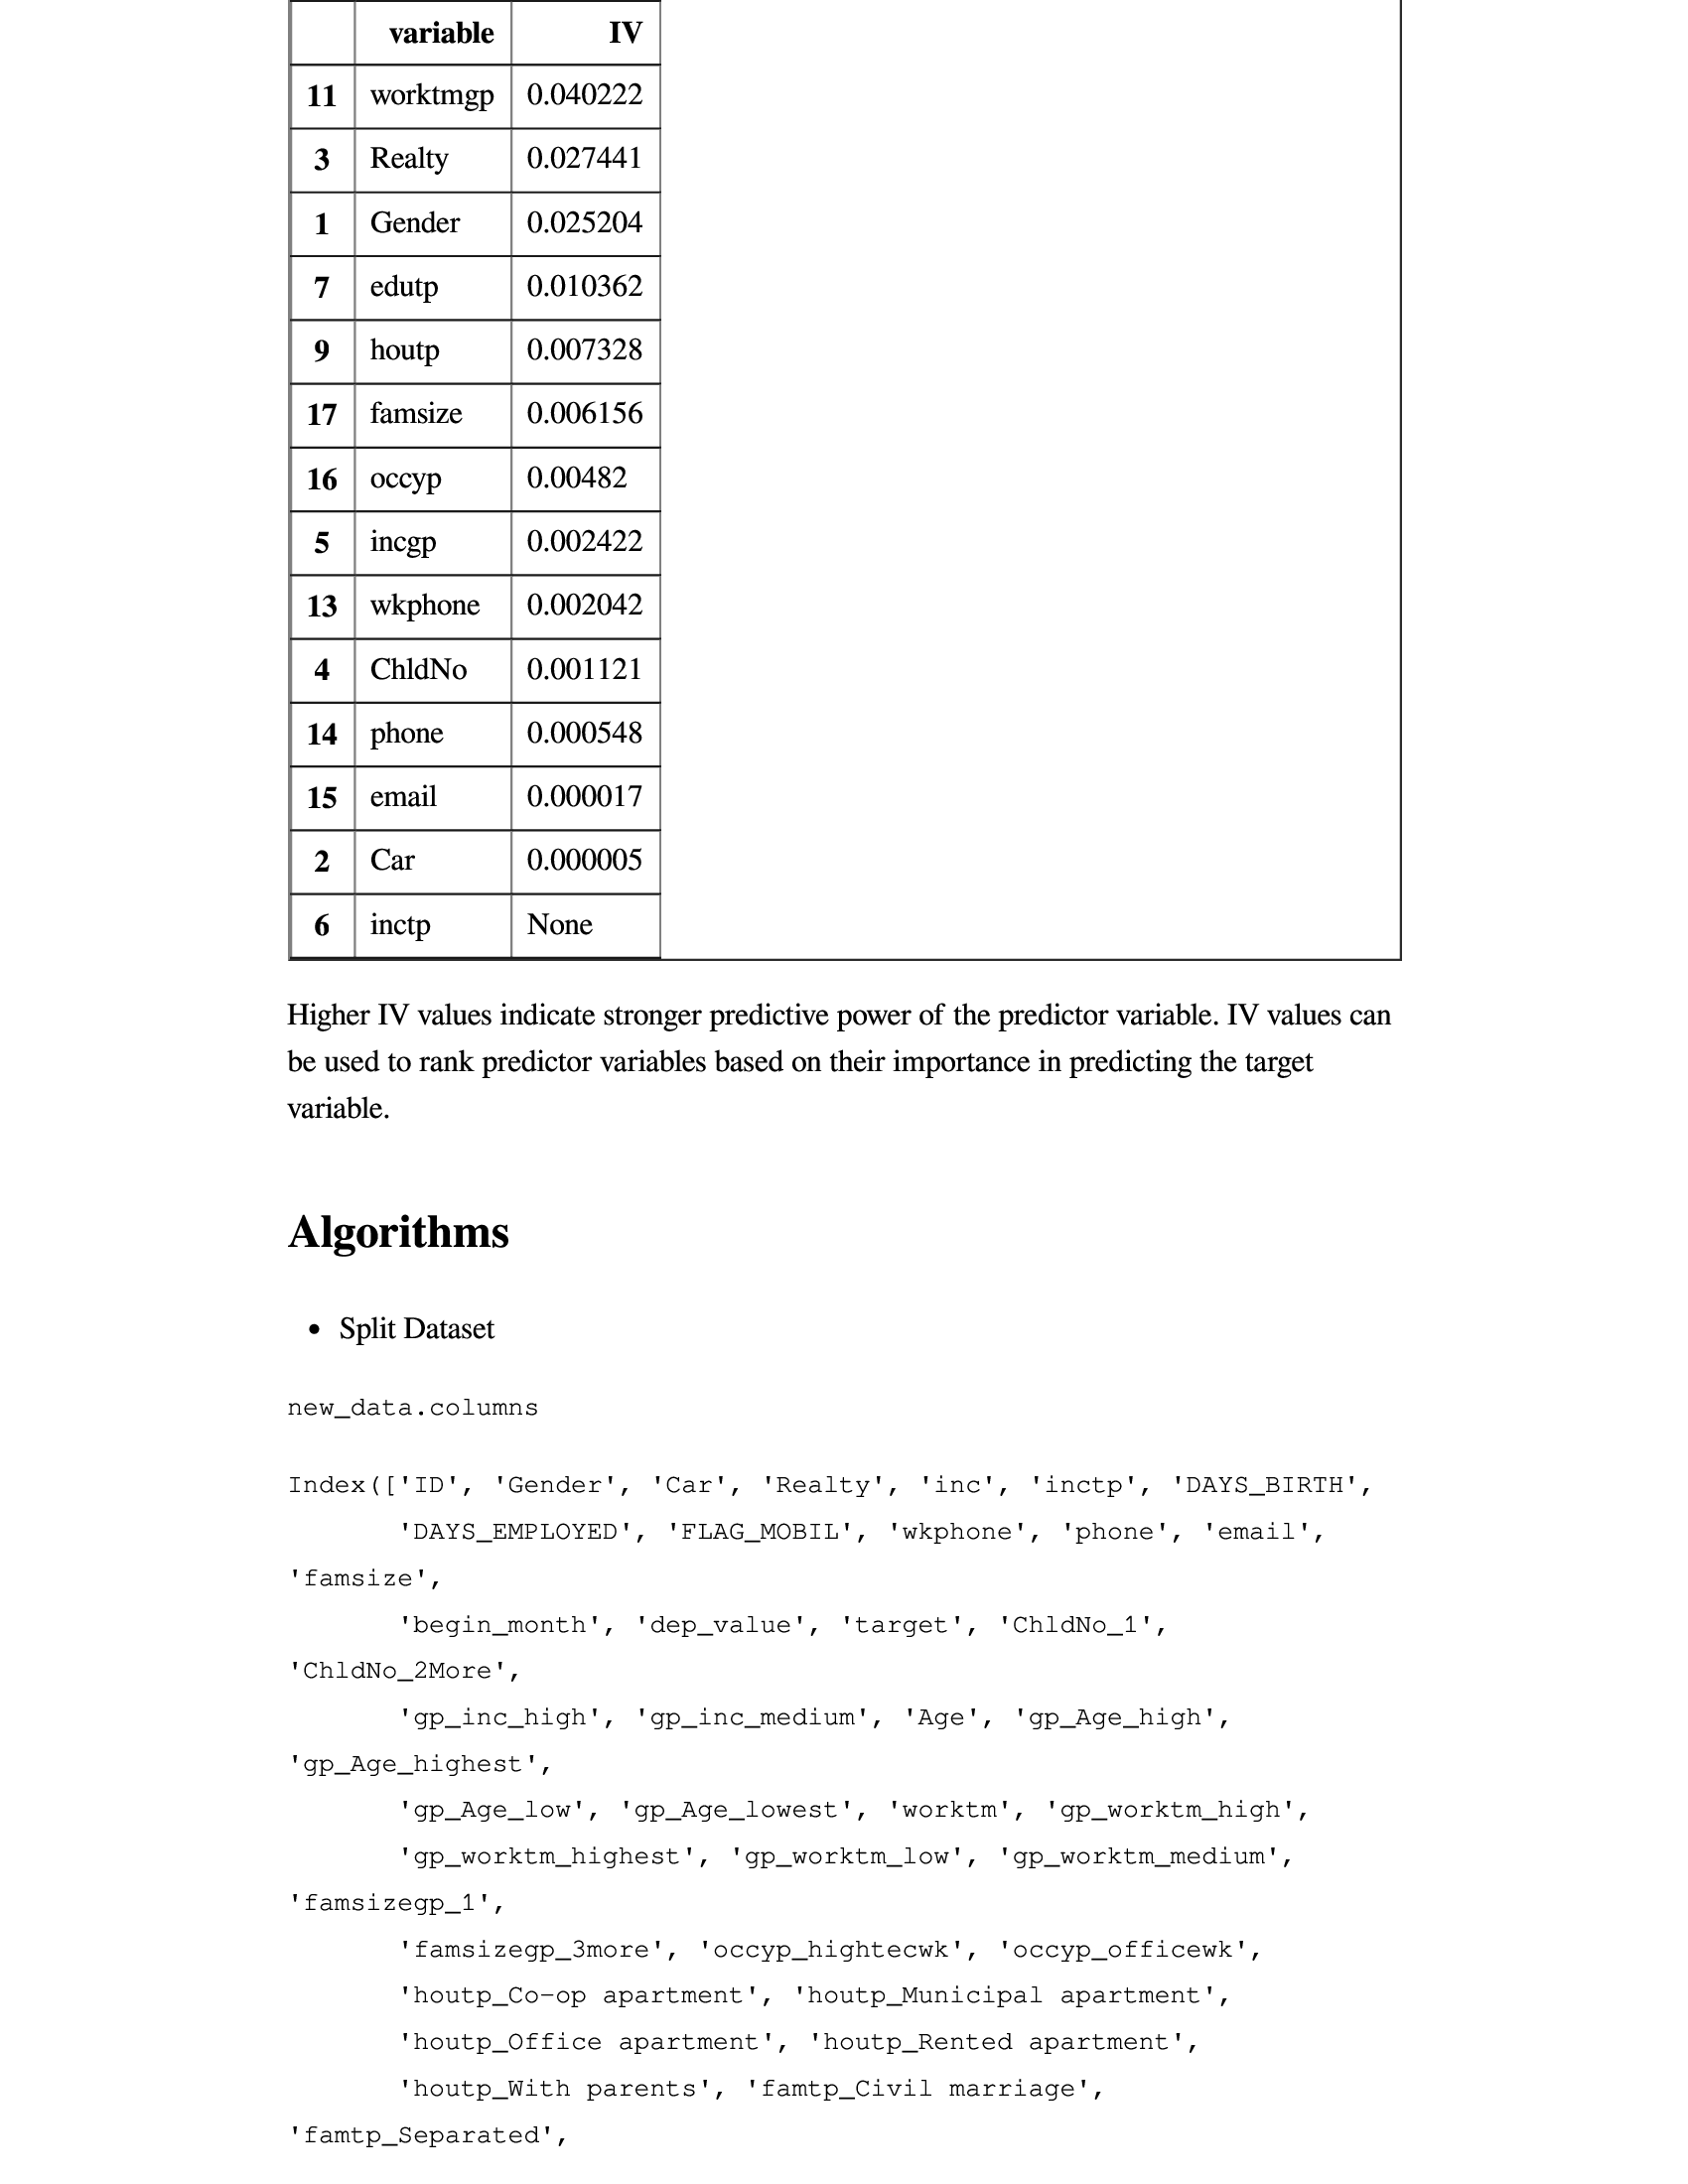 variable IV
11 worktmgp 0.040222
3 Realty 0.027441
1 Gender 0.025204
7 edutp 0.010362
9 houtp 0.007328
17 famsize 0.006156
16 occyp 0.00482
5 incgp 0.002422
13 wkphone 0.002042
4 ChldNo 0.001121
14 phone 0.000548
15 email 0.000017
2 Car 0.000005
6 inctp None
Higher IV values indicate stronger predictive power of the predictor variable. IV values can
be used to rank predictor variables based on their importance in predicting the target
variable.
Algorithms
• Split Dataset
new_data.columns
Index(['ID', 'Gender', 'Car', 'Realty', 'inc', 'inctp', 'DAYS_BIRTH',
'DAYS_EMPLOYED', 'FLAG_MOBIL', 'wkphone', 'phone', 'email',
'famsize',
'begin_month', 'dep_value', 'target', 'ChldNo_1',
'ChldNo_2More',
'gp_inc_high', 'gp_inc_medium', 'Age', 'gp_Age_high',
'gp_Age_highest',
'gp_Age_low', 'gp_Age_lowest', 'worktm', 'gp_worktm_high',
'gp_worktm_highest', 'gp_worktm_low', 'gp_worktm_medium',
'famsizegp_1',
'famsizegp_3more', 'occyp_hightecwk', 'occyp_officewk',
'houtp_Co-op apartment', 'houtp_Municipal apartment',
'houtp_Office apartment', 'houtp_Rented apartment',
'houtp_With parents', 'famtp_Civil marriage',
'famtp_Separated',